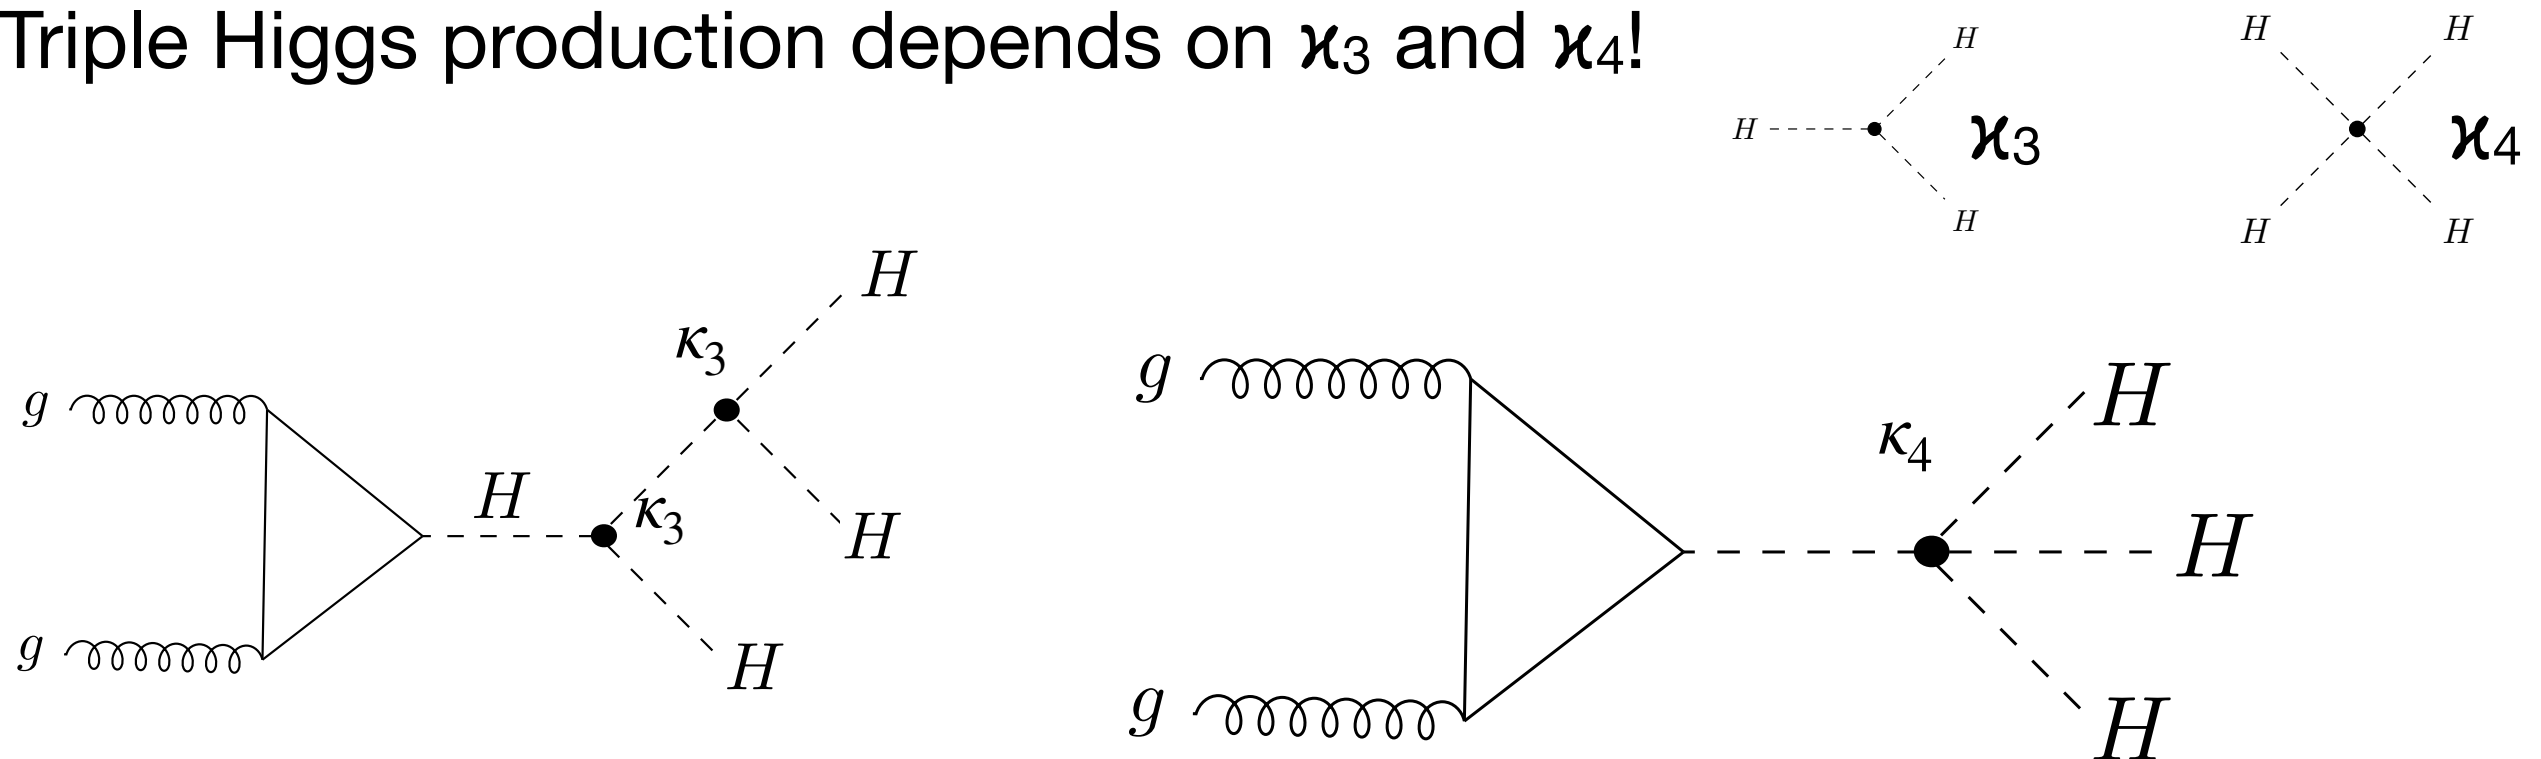 Triple Higgs production depends on ϰ3 and ϰ4!
H
H
H
ϰ3
H
H
H
H
ϰ4
g
g
H
κ3
κ3
H
H
H
g
g
κ4
H
H
H